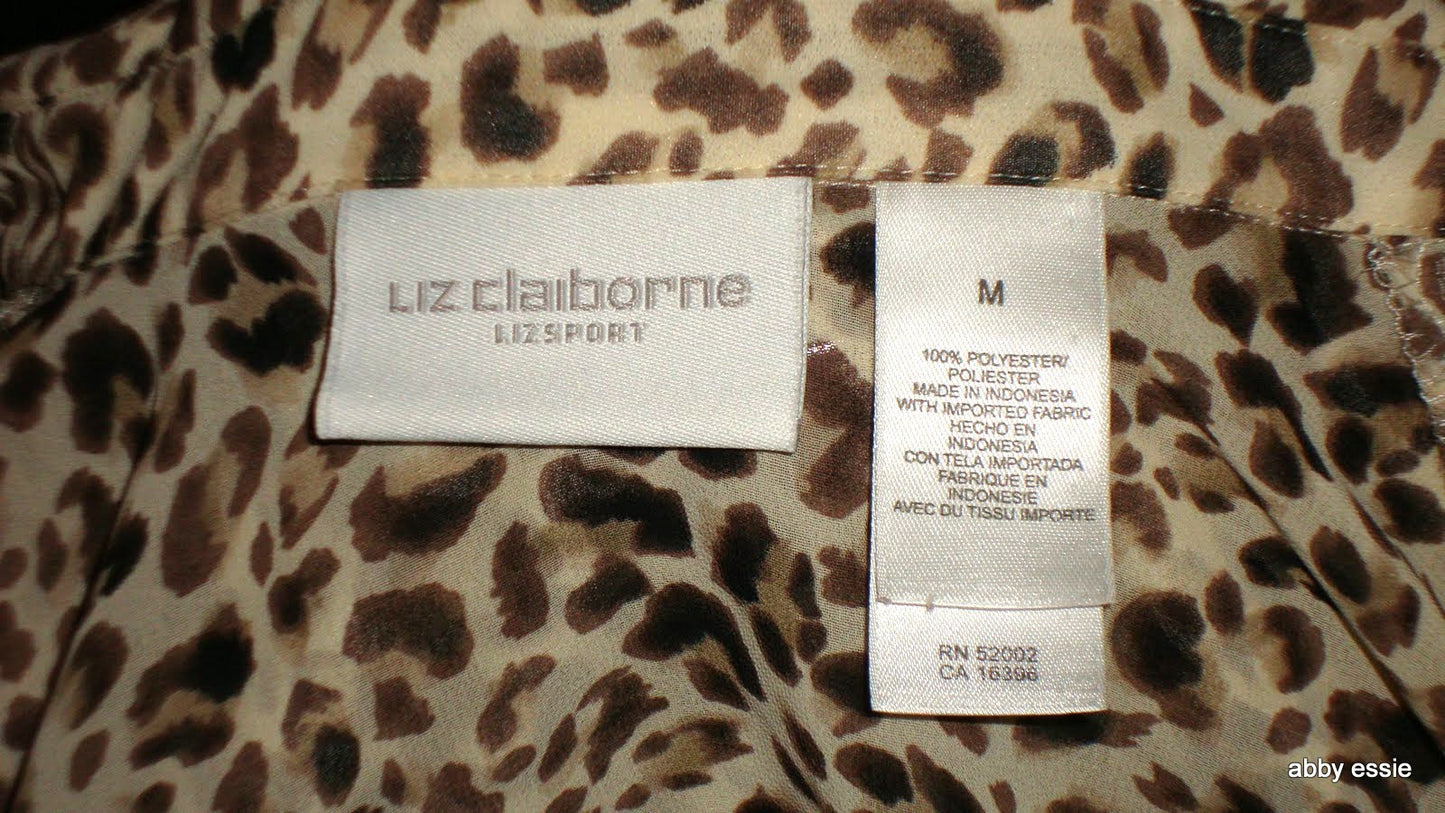 LIZ claiborne
LIZSPORT
M
100% POLYESTER/
POLIESTER
MADE IN INDONESIA
WITH IMPORTED FABRIC
HECHO EN
INDONESIA
CON TELA IMPORTADA
FABRIQUE EN
INDONESIE
AVEC DU TISSU IMPORTE
RN 52002
CA 16396
abby essie